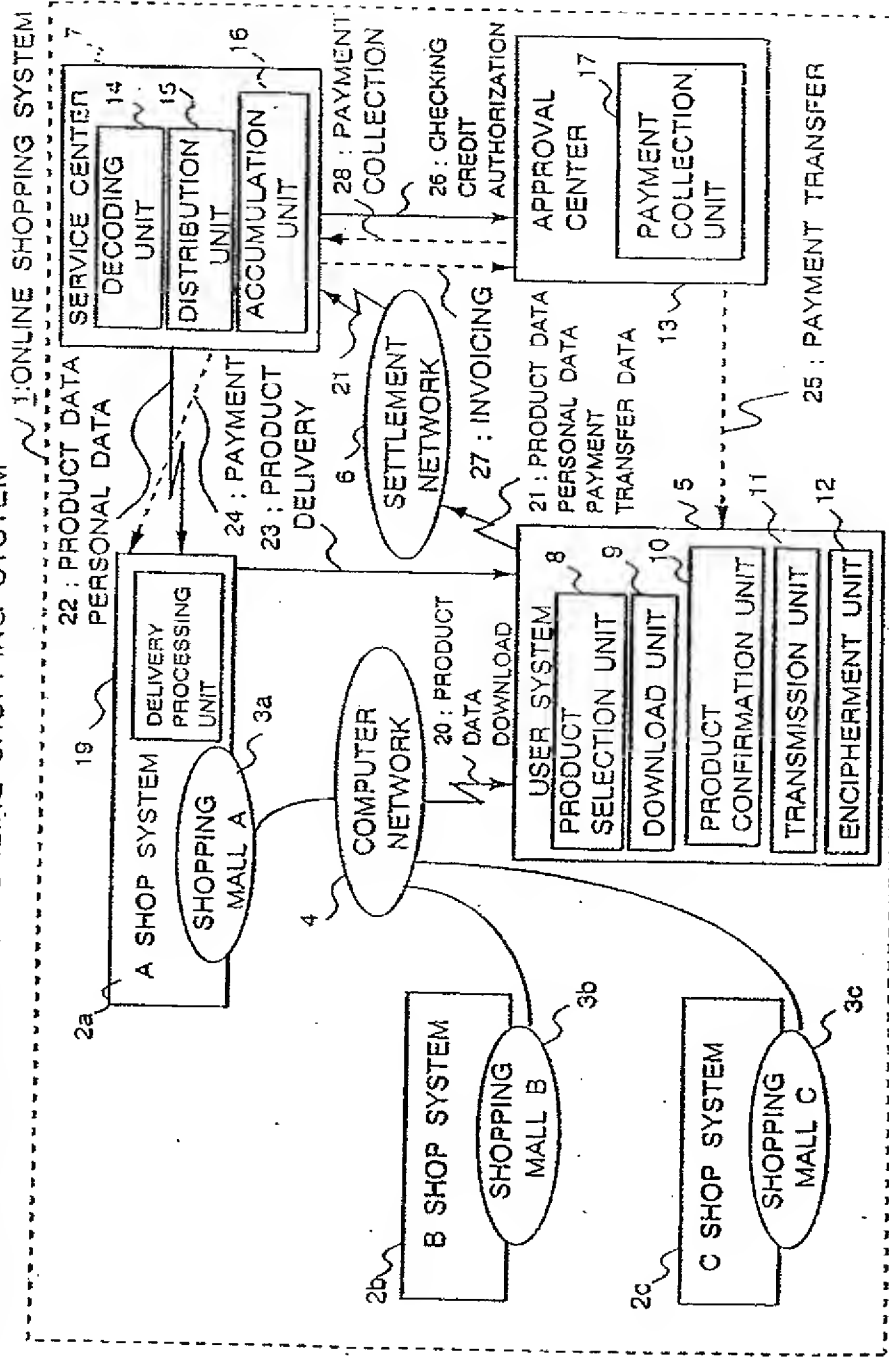 1:ONLINE SHOPPING SYSTEM
7
SERVICE CENTER
DECODING
UNIT
14
DISTRIBUTION
UNIT
15
ACCUMULATION
UNIT
16
22 : PRODUCT DATA
PERSONAL DATA
24 : PAYMENT
23 : PRODUCT
DELIVERY
28 : PAYMENT
COLLECTION
26 : CHECKING
CREDIT
AUTHORIZATION
19
A SHOP SYSTEM
2a
DELIVERY
PROCESSING
UNIT
SHOPPING
MALL A
3a
21
6
SETTLEMENT
NETWORK
27 : INVOICING
APPROVAL
CENTER
17
PAYMENT
COLLECTION
UNIT
13
COMPUTER
NETWORK
4
20 : PRODUCT
DATA
DOWNLOAD
21 : PRODUCT DATA
PERSONAL DATA
PAYMENT
TRANSFER DATA
25 : PAYMENT TRANSFER
5
USER SYSTEM
PRODUCT
SELECTION UNIT
8
DOWNLOAD UNIT
9
PRODUCT
CONFIRMATION UNIT
10
TRANSMISSION UNIT
11
ENCIPHERMENT UNIT
12
2b
B SHOP SYSTEM
SHOPPING
MALL B
3b
2c
C SHOP SYSTEM
SHOPPING
MALL C
3c